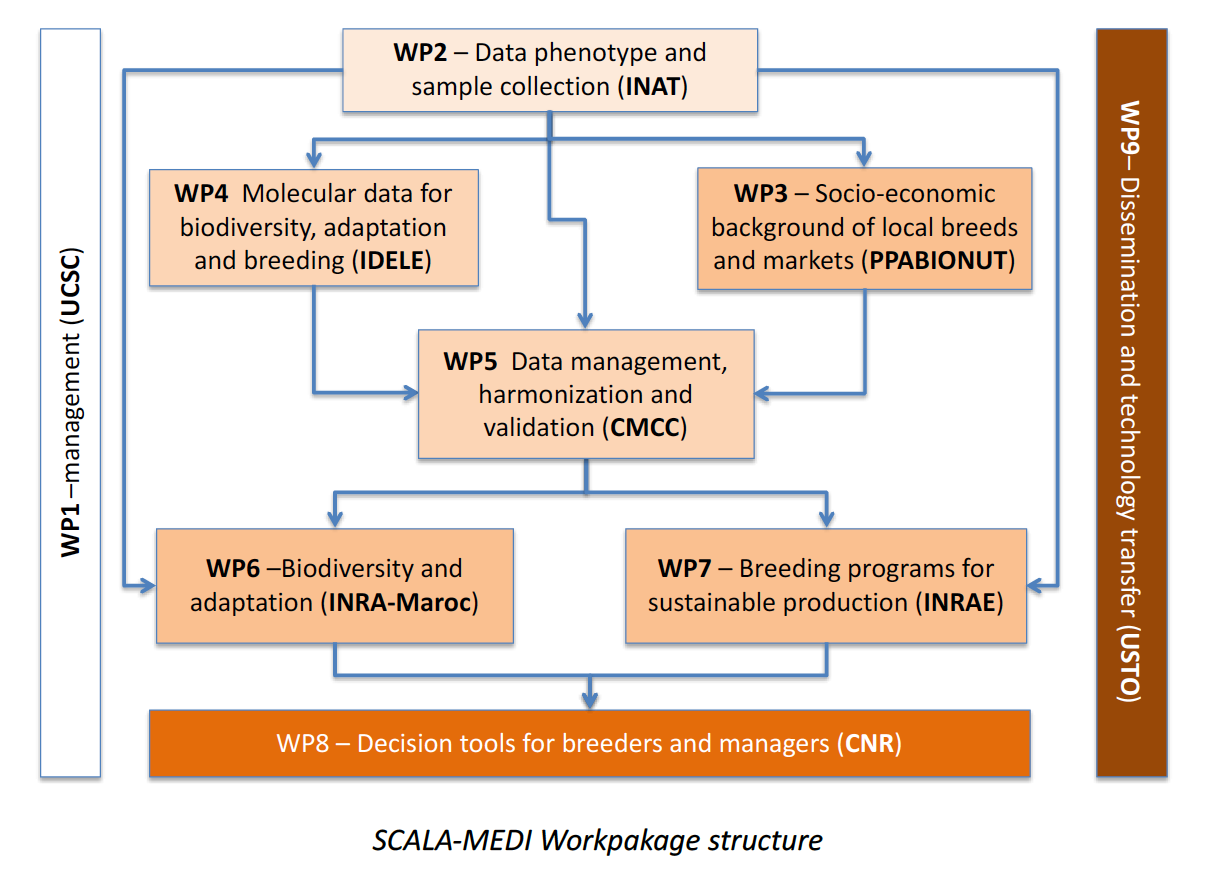 WP1 –management (UCSC)
WP2 – Data phenotype and
sample collection (INAT)
WP4  Molecular data for
biodiversity, adaptation
and breeding (IDELE)
WP3 – Socio-economic
background of local breeds
and markets (PPABIONUT)
WP5  Data management,
harmonization and
validation (CMCC)
WP6 –Biodiversity and
adaptation (INRA-Maroc)
WP7 – Breeding programs for
sustainable production (INRAE)
WP8 – Decision tools for breeders and managers (CNR)
WP9– Dissemination and technology transfer (USTO)
SCALA-MEDI Workpakage structure